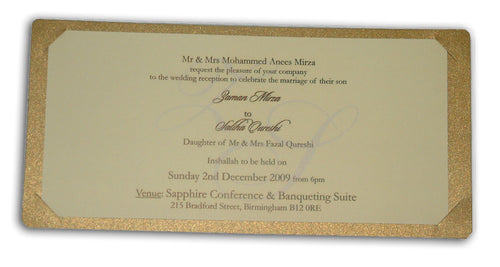 Mr & Mrs Mohammed Anees Mirza
request the pleasure of your company
to the wedding reception to celebrate the marriage of their son
Zaman Mirza
to
Saliha Qureshi
Daughter of Mr & Mrs Fazal Qureshi
Inshallah to be held on
Sunday 2nd December 2009 from 6pm
Venue: Sapphire Conference & Banqueting Suite
215 Bradford Street, Birmingham B12 0RE